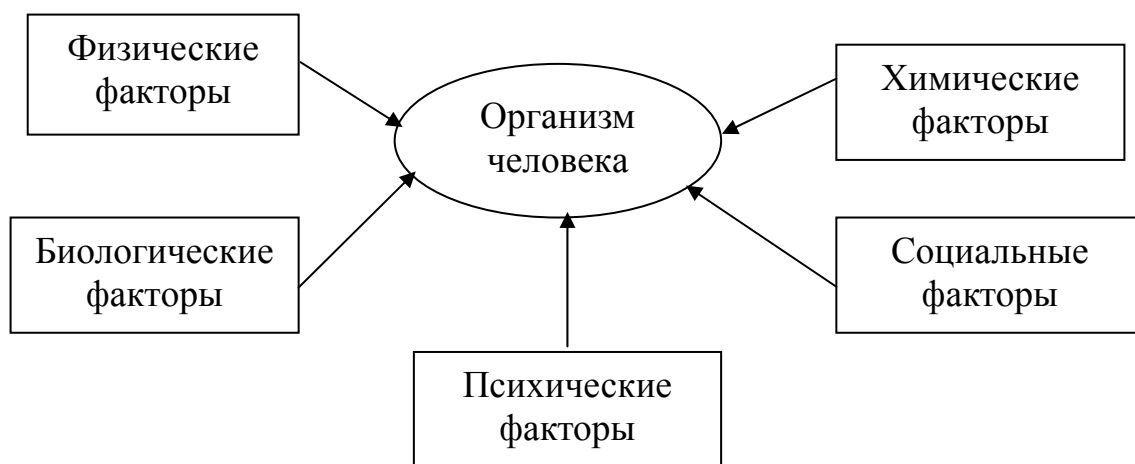 Физические
факторы
Организм
человека
Химические
факторы
Биологические
факторы
Социальные
факторы
Психические
факторы